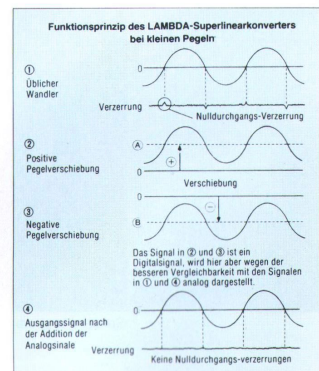 Funktionsprinzip des LAMBDA-Superlinearkonverters
bei kleinen Pegeln
①
Üblicher
Wandler
0
Verzerrung
Nulldurchgangs-Verzerrung
②
Positive
Pegelverschiebung
A
+
0
Verschiebung
③
Negative
Pegelverschiebung
0
−
B
Das Signal in ② und ③ ist ein
Digitalsignal, wird hier aber wegen der
besseren Vergleichbarkeit mit den Signalen
in ① und ④ analog dargestellt.
④
Ausgangssignal nach
der Addition der
Analogsinale
0
Verzerrung
Keine Nulldurchgangs-verzerrungen